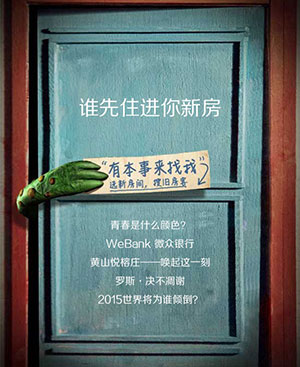 谁先住进你新房
"有本事来找我"
选新房间，搜旧房客
青春是什么颜色？
WeBank 微众银行
黄山悦榕庄——唤起这一刻
罗斯·决不凋谢
2015世界将为谁倾倒？